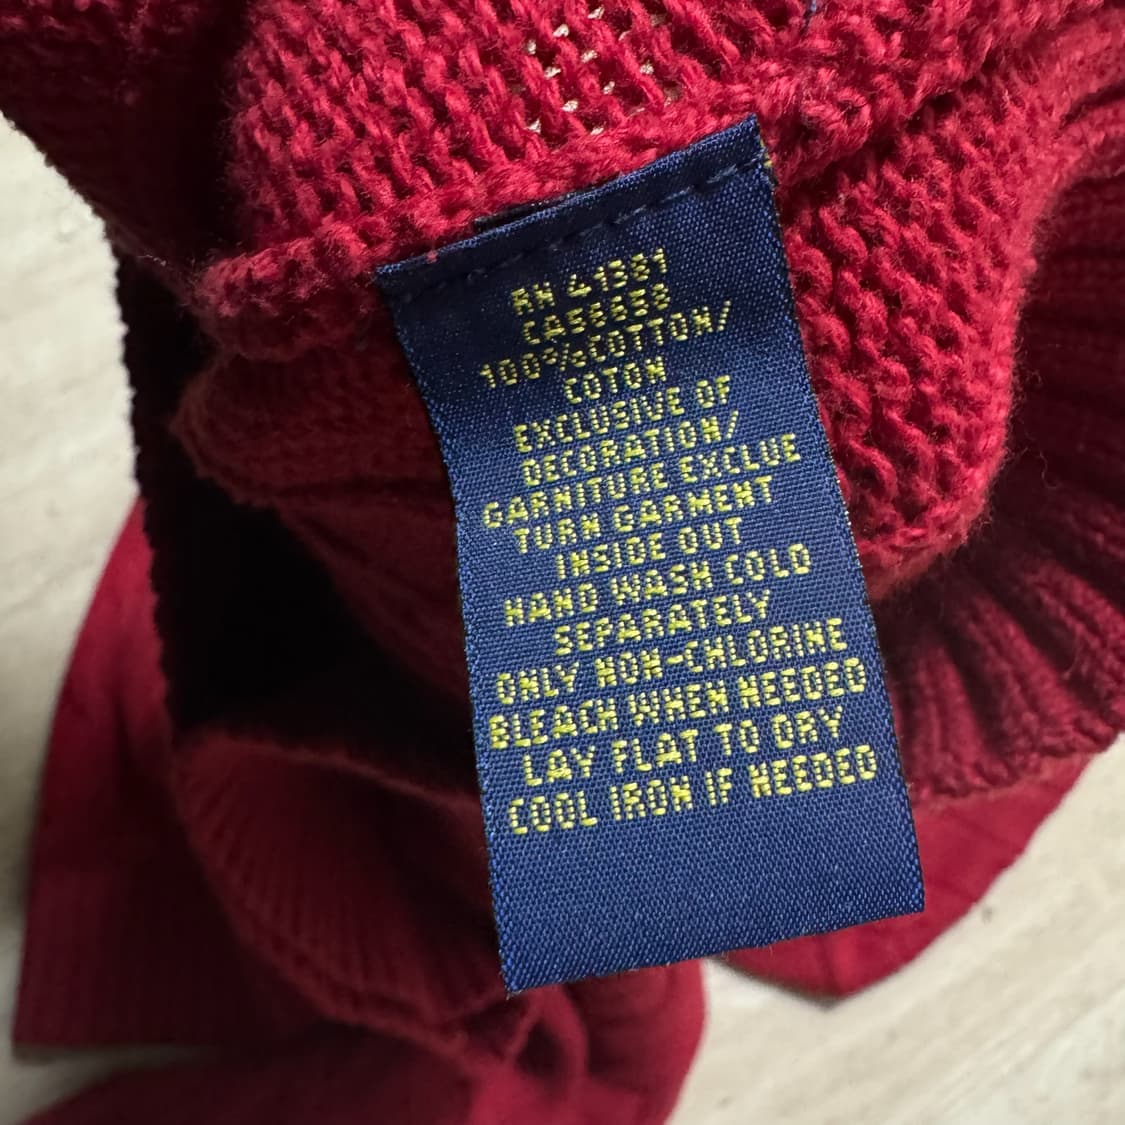 RN 41381
CA56658
100%COTTON/
COTON
EXCLUSIVE OF
DECORATION/
GARNITURE EXCLUE
TURN GARMENT
INSIDE OUT
HAND WASH COLD
SEPARATELY
ONLY NON-CHLORINE
BLEACH WHEN NEEDED
LAY FLAT TO DRY
COOL IRON IF NEEDED